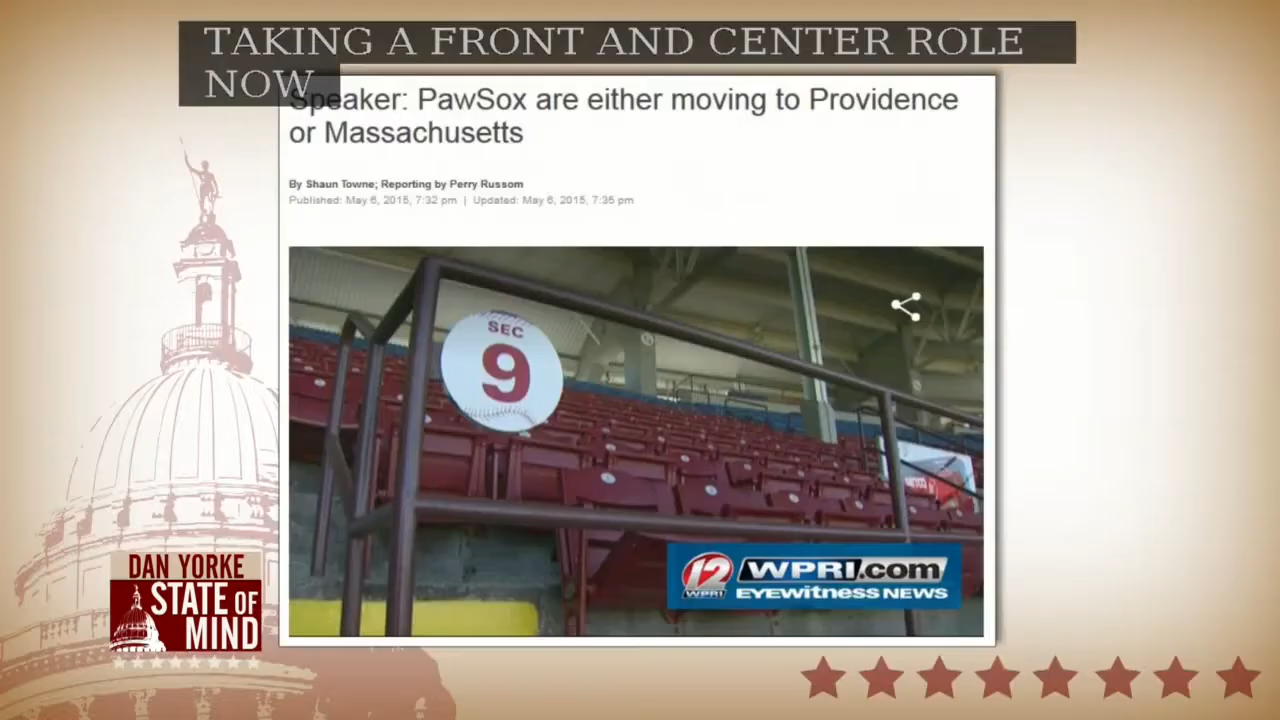 TAKING A FRONT AND CENTER ROLE
NOW
Speaker: PawSox are either moving to Providence
or Massachusetts
By Shaun Towne; Reporting by Perry Russom
Published: May 6, 2015, 7:32 pm | Updated: May 6, 2015, 7:35 pm
SEC
9
12
WPRI
WPRI.com
EYEWITNESS NEWS
DAN YORKE
STATE OF
MIND